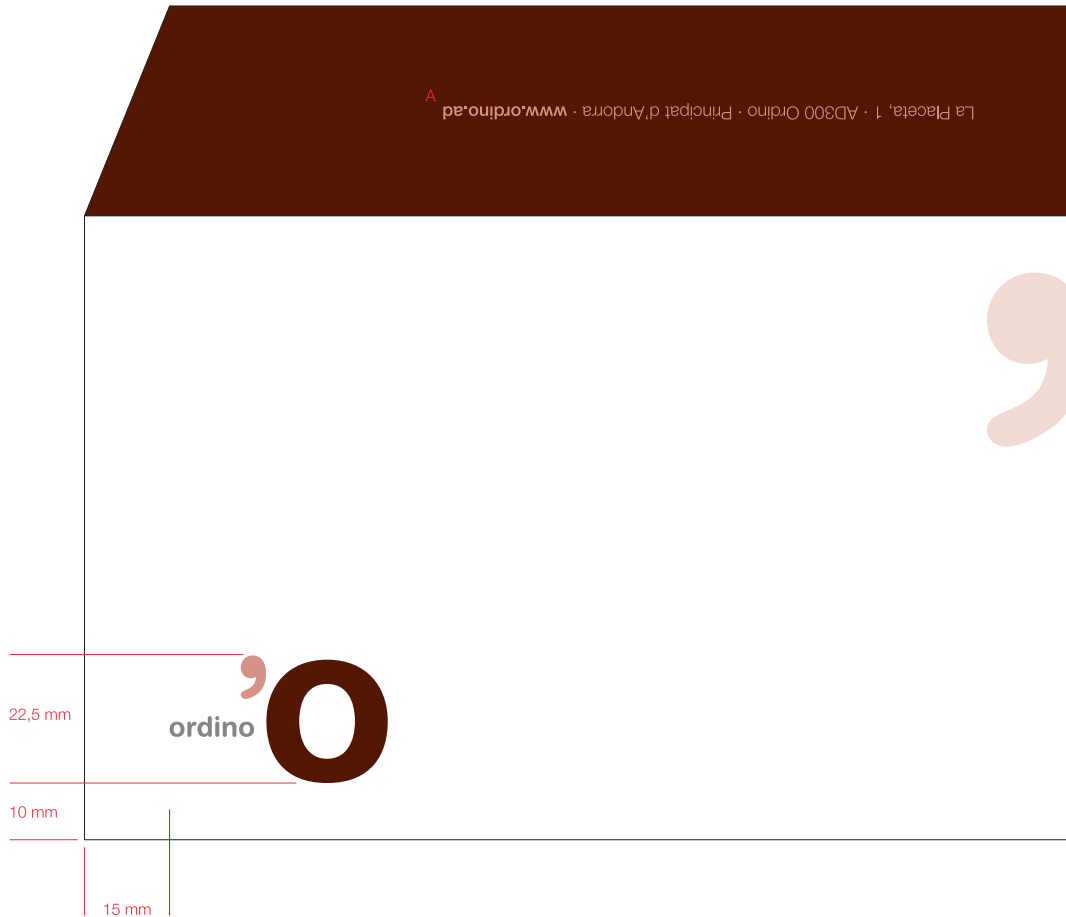 La Placeta, 1 · AD300 Ordino · Principat d'Andorra · www.ordino.ad
A
’o
ordino
22,5 mm
10 mm
15 mm